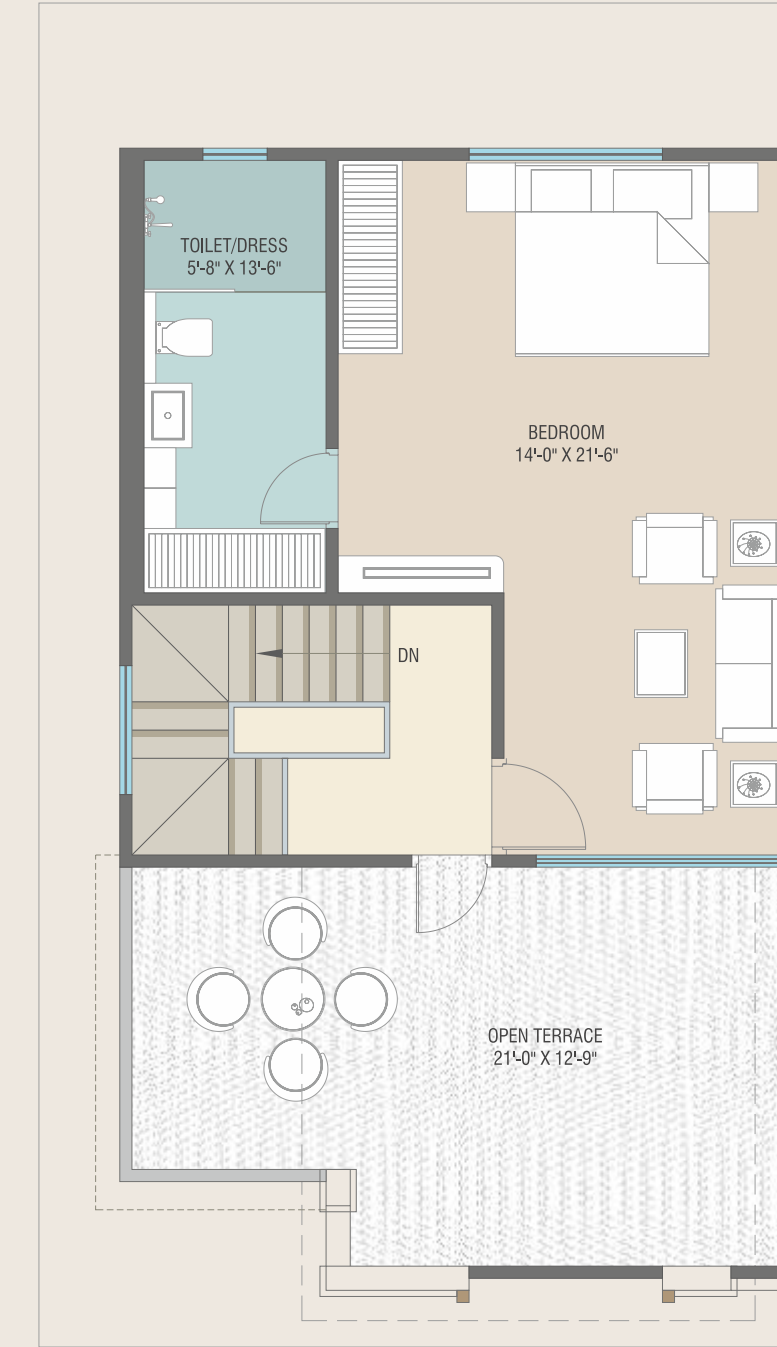 TOILET/DRESS
5'-8" X 13'-6"
BEDROOM
14'-0" X 21'-6"
DN
OPEN TERRACE
21'-0" X 12'-9"